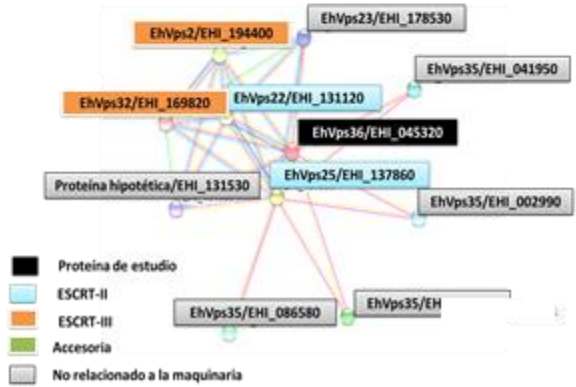 EhVps23/EHI_178530
EhVps2/EHI_194400
EhVps35/EHI_041950
EhVps32/EHI_169820
EhVps22/EHI_131120
EhVps36/EHI_045320
EhVps25/EHI_137860
Proteína hipotética/EHI_131530
EhVps35/EHI_002990
EhVps35/EHI_086580
EhVps35/EH
Proteína de estudio
ESCRT-II
ESCRT-III
Accesoria
No relacionado a la maquinaria